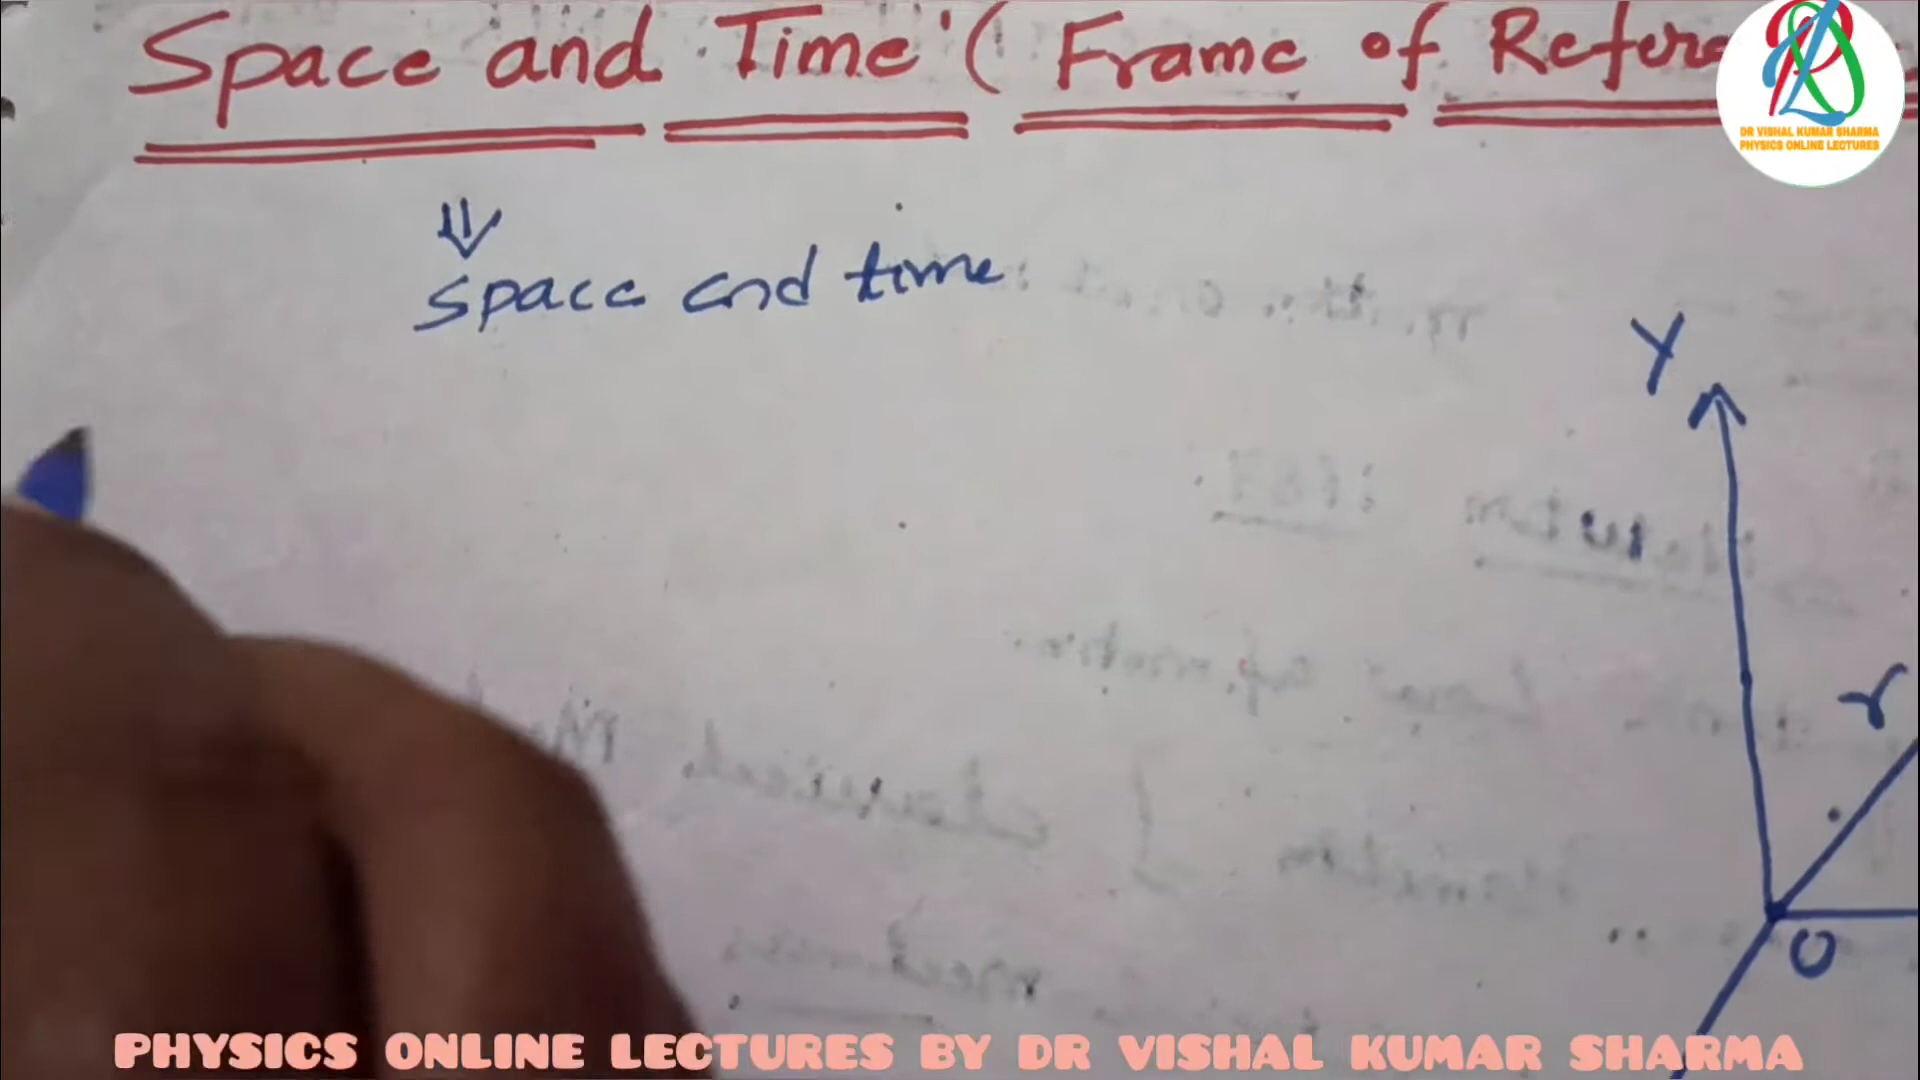 Space and Time (Frame of Refere
DR VISHAL KUMAR SHARMA
PHYSICS ONLINE LECTURES
⇓
Space and time
Y
r
O
PHYSICS ONLINE LECTURES BY DR VISHAL KUMAR SHARMA